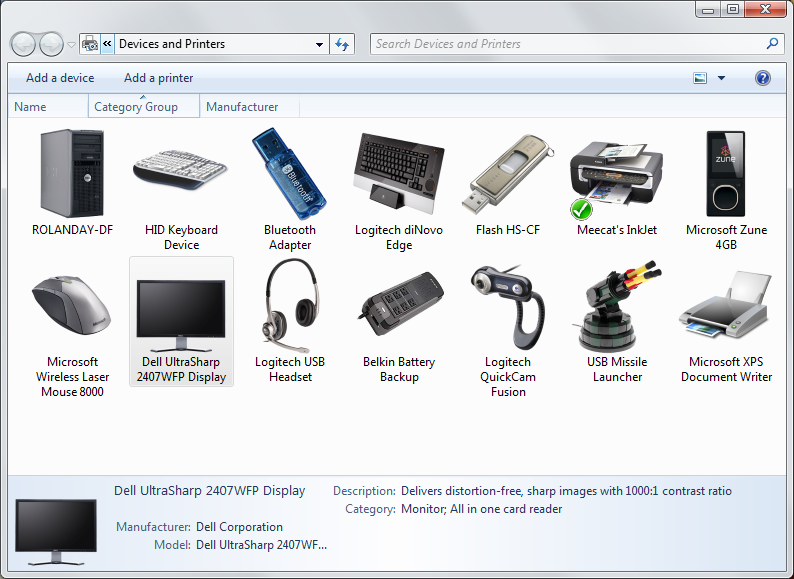 « Devices and Printers
Search Devices and Printers
Add a device Add a printer
Name Category Group Manufacturer
zune
Bluetooth
ROLANDAY-DF
HID Keyboard
Device
Bluetooth
Adapter
Logitech diNovo
Edge
Flash HS-CF
Meecat's InkJet
Microsoft Zune
4GB
Microsoft
Wireless Laser
Mouse 8000
Dell UltraSharp
2407WFP Display
Logitech USB
Headset
Belkin Battery
Backup
Logitech
QuickCam
Fusion
USB Missile
Launcher
Microsoft XPS
Document Writer
Dell UltraSharp 2407WFP Display
Manufacturer: Dell Corporation
Model: Dell UltraSharp 2407WF...
Description: Delivers distortion-free, sharp images with 1000:1 contrast ratio
Category: Monitor; All in one card reader